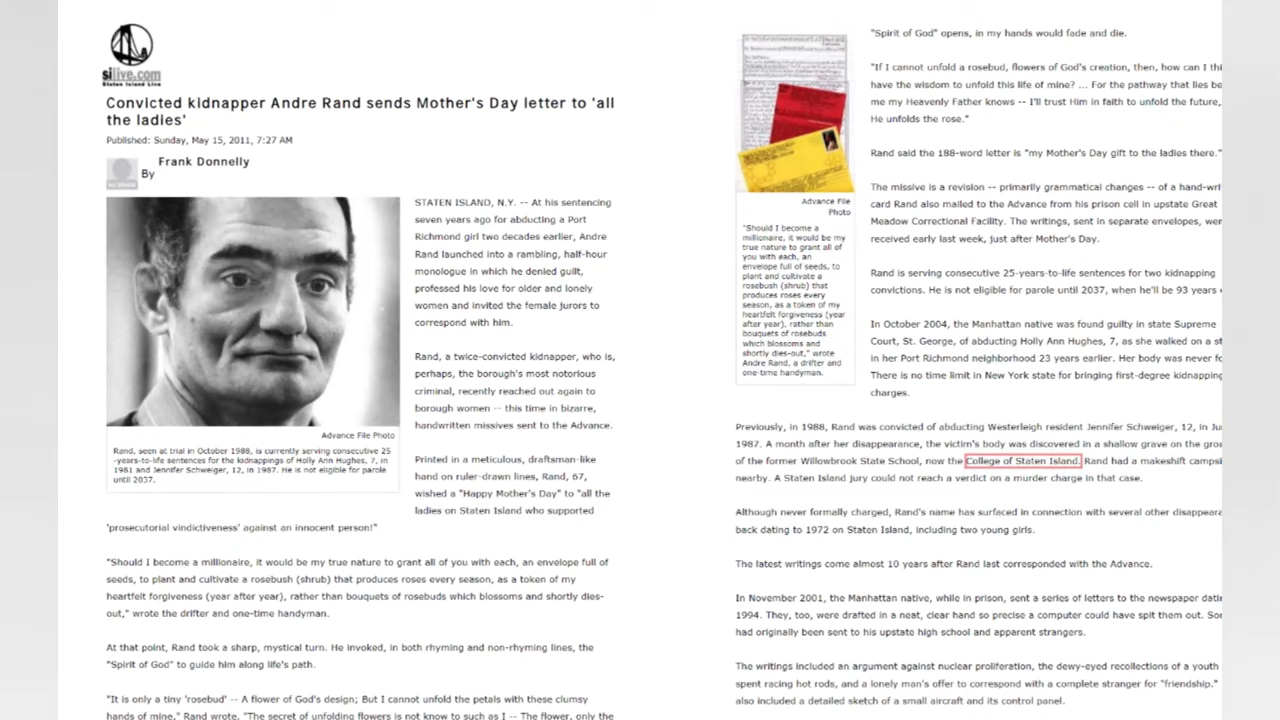 silive.com
Staten Island Live
Convicted kidnapper Andre Rand sends Mother's Day letter to 'all
the ladies'
Published: Sunday, May 15, 2011, 7:27 AM
Frank Donnelly
By
STATEN ISLAND, N.Y. -- At his sentencing
seven years ago for abducting a Port
Richmond girl two decades earlier, Andre
Rand launched into a rambling, half-hour
monologue in which he denied guilt,
professed his love for older and lonely
women and invited the female jurors to
correspond with him.
Rand, a twice-convicted kidnapper, who is,
perhaps, the borough's most notorious
criminal, recently reached out again to
borough women -- this time in bizarre,
handwritten missives sent to the Advance.
Advance File Photo
Rand, seen at trial in October 1988, is currently serving consecutive 25
-years-to-life sentences for the kidnappings of Holly Ann Hughes, 7, in
1981 and Jennifer Schweiger, 12, in 1987. He is not eligible for parole
until 2037.
Printed in a meticulous, draftsman-like
hand on ruler-drawn lines, Rand, 67,
wished a "Happy Mother's Day" to "all the
ladies on Staten Island who supported
'prosecutorial vindictiveness' against an innocent person!"
"Should I become a millionaire, it would be my true nature to grant all of you with each, an envelope full of
seeds, to plant and cultivate a rosebush (shrub) that produces roses every season, as a token of my
heartfelt forgiveness (year after year), rather than bouquets of rosebuds which blossoms and shortly dies-
out," wrote the drifter and one-time handyman.
At that point, Rand took a sharp, mystical turn. He invoked, in both rhyming and non-rhyming lines, the
"Spirit of God" to guide him along life's path.
"It is only a tiny 'rosebud' -- A flower of God's design; But I cannot unfold the petals with these clumsy
hands of mine," Rand wrote. "The secret of unfolding flowers is not know to such as I -- The flower, only the
"Spirit of God" opens, in my hands would fade and die.
"If I cannot unfold a rosebud, flowers of God's creation, then, how can I thi
have the wisdom to unfold this life of mine? ... For the pathway that lies be
me my Heavenly Father knows -- I'll trust Him in faith to unfold the future,
He unfolds the rose."
Rand said the 188-word letter is "my Mother's Day gift to the ladies there."
The missive is a revision -- primarily grammatical changes -- of a hand-wri
card Rand also mailed to the Advance from his prison cell in upstate Great
Meadow Correctional Facility. The writings, sent in separate envelopes, wer
received early last week, just after Mother's Day.
Advance File
Photo
"Should I become a
millionaire, it would be my
true nature to grant all of
you with each, an
envelope full of seeds, to
plant and cultivate a
rosebush (shrub) that
produces roses every
season, as a token of my
heartfelt forgiveness (year
after year), rather than
bouquets of rosebuds
which blossoms and
shortly dies-out," wrote
Andre Rand, a drifter and
one-time handyman.
Rand is serving consecutive 25-years-to-life sentences for two kidnapping
convictions. He is not eligible for parole until 2037, when he'll be 93 years
In October 2004, the Manhattan native was found guilty in state Supreme
Court, St. George, of abducting Holly Ann Hughes, 7, as she walked on a st
in her Port Richmond neighborhood 23 years earlier. Her body was never fo
There is no time limit in New York state for bringing first-degree kidnapping
charges.
Previously, in 1988, Rand was convicted of abducting Westerleigh resident Jennifer Schweiger, 12, in Ju
1987. A month after her disappearance, the victim's body was discovered in a shallow grave on the grou
of the former Willowbrook State School, now the College of Staten Island. Rand had a makeshift campsi
nearby. A Staten Island jury could not reach a verdict on a murder charge in that case.
Although never formally charged, Rand's name has surfaced in connection with several other disappeara
back dating to 1972 on Staten Island, including two young girls.
The latest writings come almost 10 years after Rand last corresponded with the Advance.
In November 2001, the Manhattan native, while in prison, sent a series of letters to the newspaper datin
1994. They, too, were drafted in a neat, clear hand so precise a computer could have spit them out. So
had originally been sent to his upstate high school and apparent strangers.
The writings included an argument against nuclear proliferation, the dewy-eyed recollections of a youth
spent racing hot rods, and a lonely man's offer to correspond with a complete stranger for "friendship."
also included a detailed sketch of a small aircraft and its control panel.